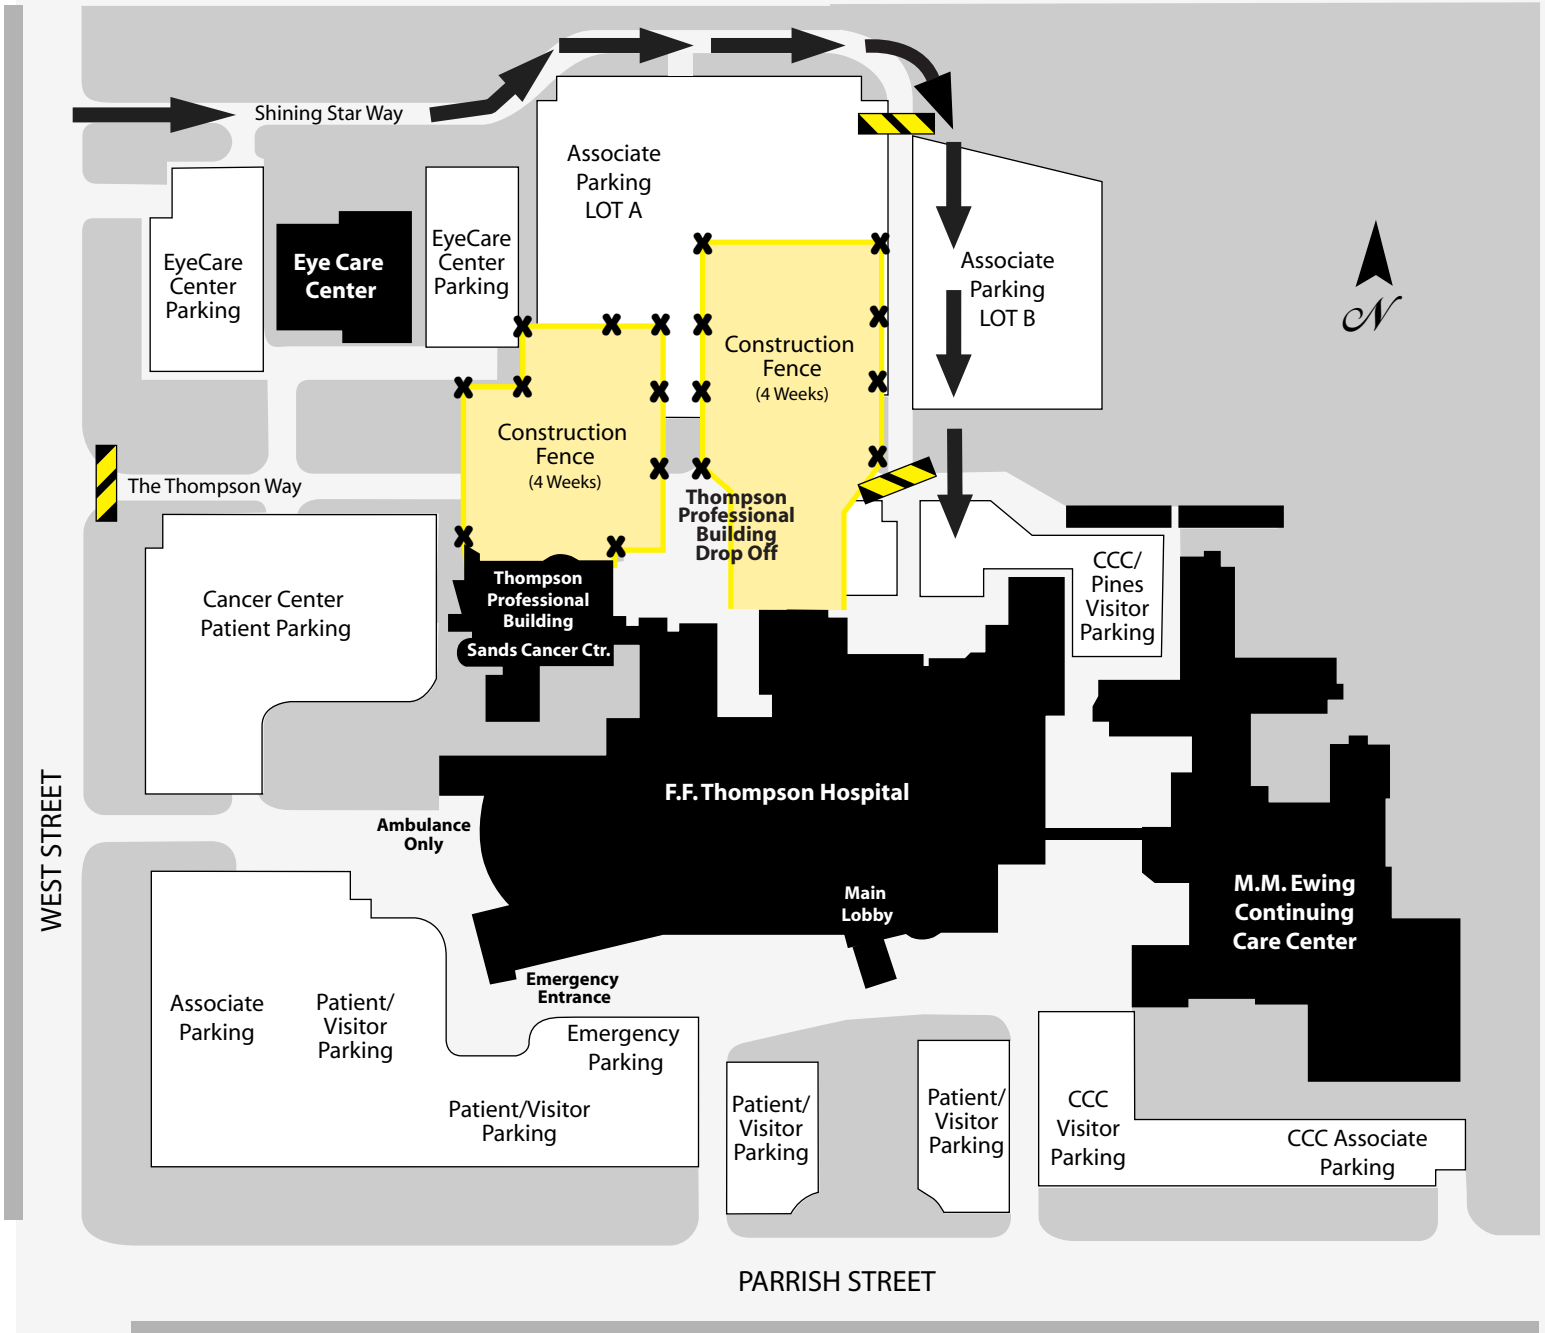 Shining Star Way
Associate
Parking
LOT A
EyeCare
Center
Parking
Eye Care
Center
EyeCare
Center
Parking
Associate
Parking
LOT B
N
Construction
Fence
(4 Weeks)
Construction
Fence
(4 Weeks)
The Thompson Way
Thompson
Professional
Building
Drop Off
Cancer Center
Patient Parking
Thompson
Professional
Building
Sands Cancer Ctr.
CCC/
Pines
Visitor
Parking
F.F. Thompson Hospital
Ambulance
Only
WEST STREET
Main
Lobby
M.M. Ewing
Continuing
Care Center
Emergency
Entrance
Associate
Parking
Patient/
Visitor
Parking
Emergency
Parking
Patient/Visitor
Parking
Patient/
Visitor
Parking
Patient/
Visitor
Parking
CCC
Visitor
Parking
CCC Associate
Parking
PARRISH STREET